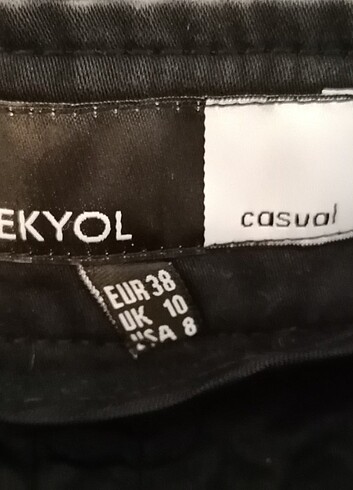 EKYOL casual
EUR 38
UK 10
USA 8